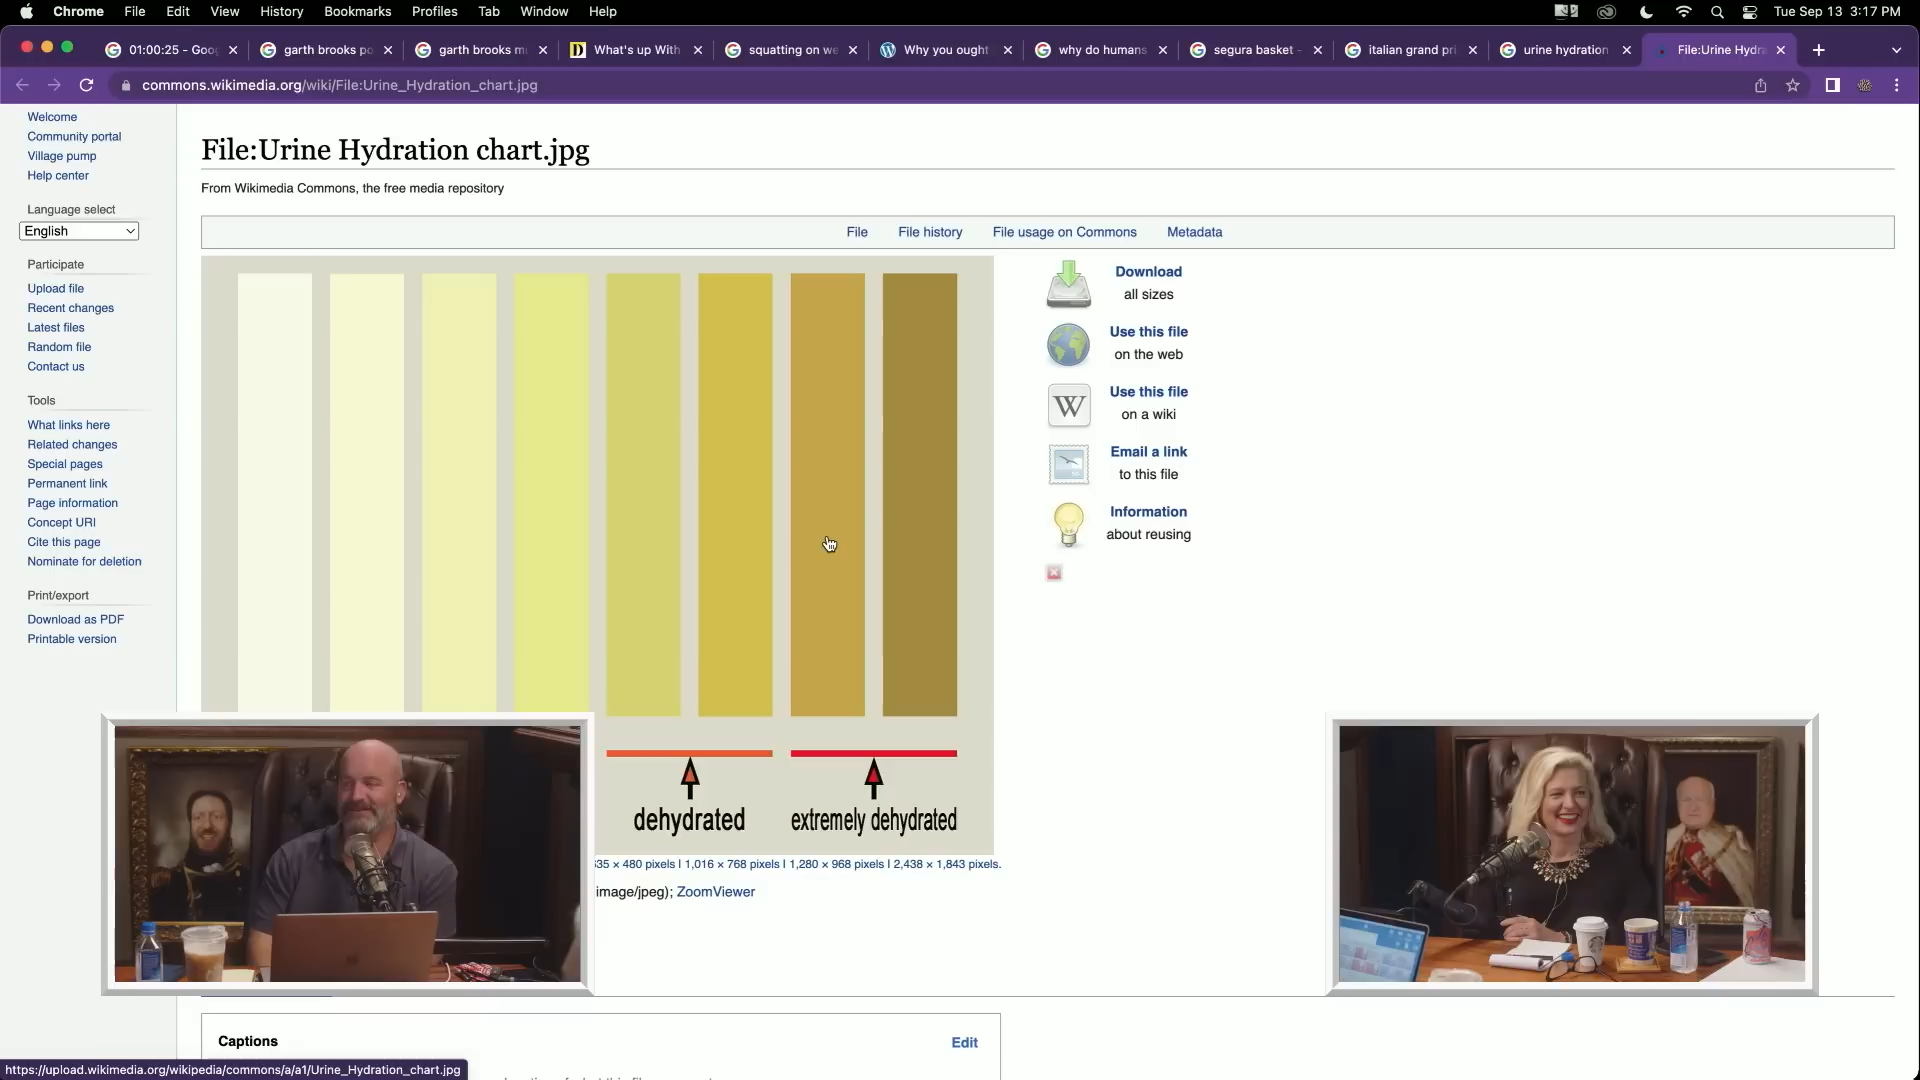 Chrome File Edit View History Bookmarks Profiles Tab Window Help Tue Sep 13 3:17 PM
01:00:25 - Goo garth brooks po garth brooks mu What's up With squatting on we Why you ought why do humans segura basket - italian grand pri urine hydration File:Urine Hydra
commons.wikimedia.org/wiki/File:Urine_Hydration_chart.jpg
Welcome
Community portal
Village pump
Help center
Language select
English
Participate
Upload file
Recent changes
Latest files
Random file
Contact us
Tools
What links here
Related changes
Special pages
Permanent link
Page information
Concept URI
Cite this page
Nominate for deletion
Print/export
Download as PDF
Printable version
File:Urine Hydration chart.jpg
From Wikimedia Commons, the free media repository
File File history File usage on Commons Metadata
Download
all sizes
Use this file
on the web
W
Use this file
on a wiki
Email a link
to this file
Information
about reusing
dehydrated extremely dehydrated
35 × 480 pixels | 1,016 × 768 pixels | 1,280 × 968 pixels | 2,438 × 1,843 pixels.
image/jpeg); ZoomViewer
Captions Edit
https://upload.wikimedia.org/wikipedia/commons/a/a1/Urine_Hydration_chart.jpg